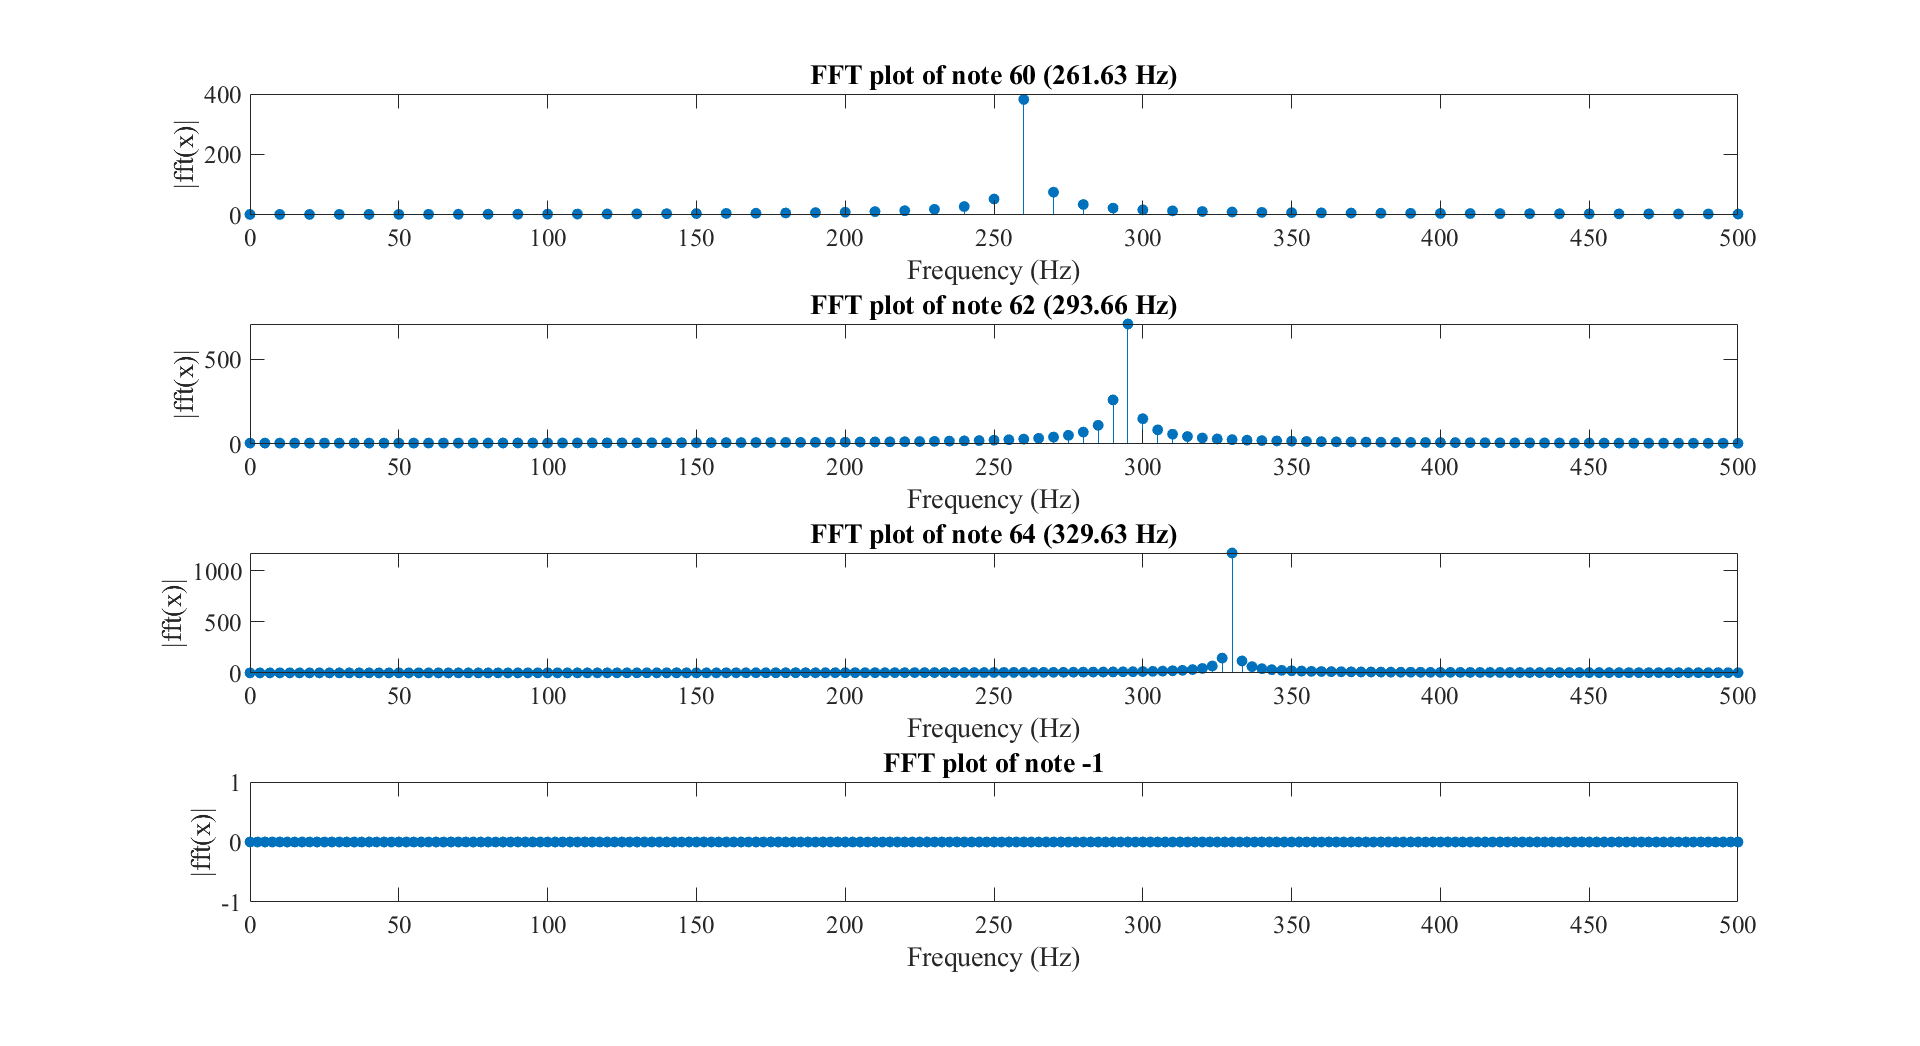 FFT plot of note 60 (261.63 Hz)
|fft(x)|
400
200
0
0 50 100 150 200 250 300 350 400 450 500
Frequency (Hz)
FFT plot of note 62 (293.66 Hz)
|fft(x)|
500
0
0 50 100 150 200 250 300 350 400 450 500
Frequency (Hz)
FFT plot of note 64 (329.63 Hz)
|fft(x)|
1000
500
0
0 50 100 150 200 250 300 350 400 450 500
Frequency (Hz)
FFT plot of note -1
|fft(x)|
1
0
-1
0 50 100 150 200 250 300 350 400 450 500
Frequency (Hz)